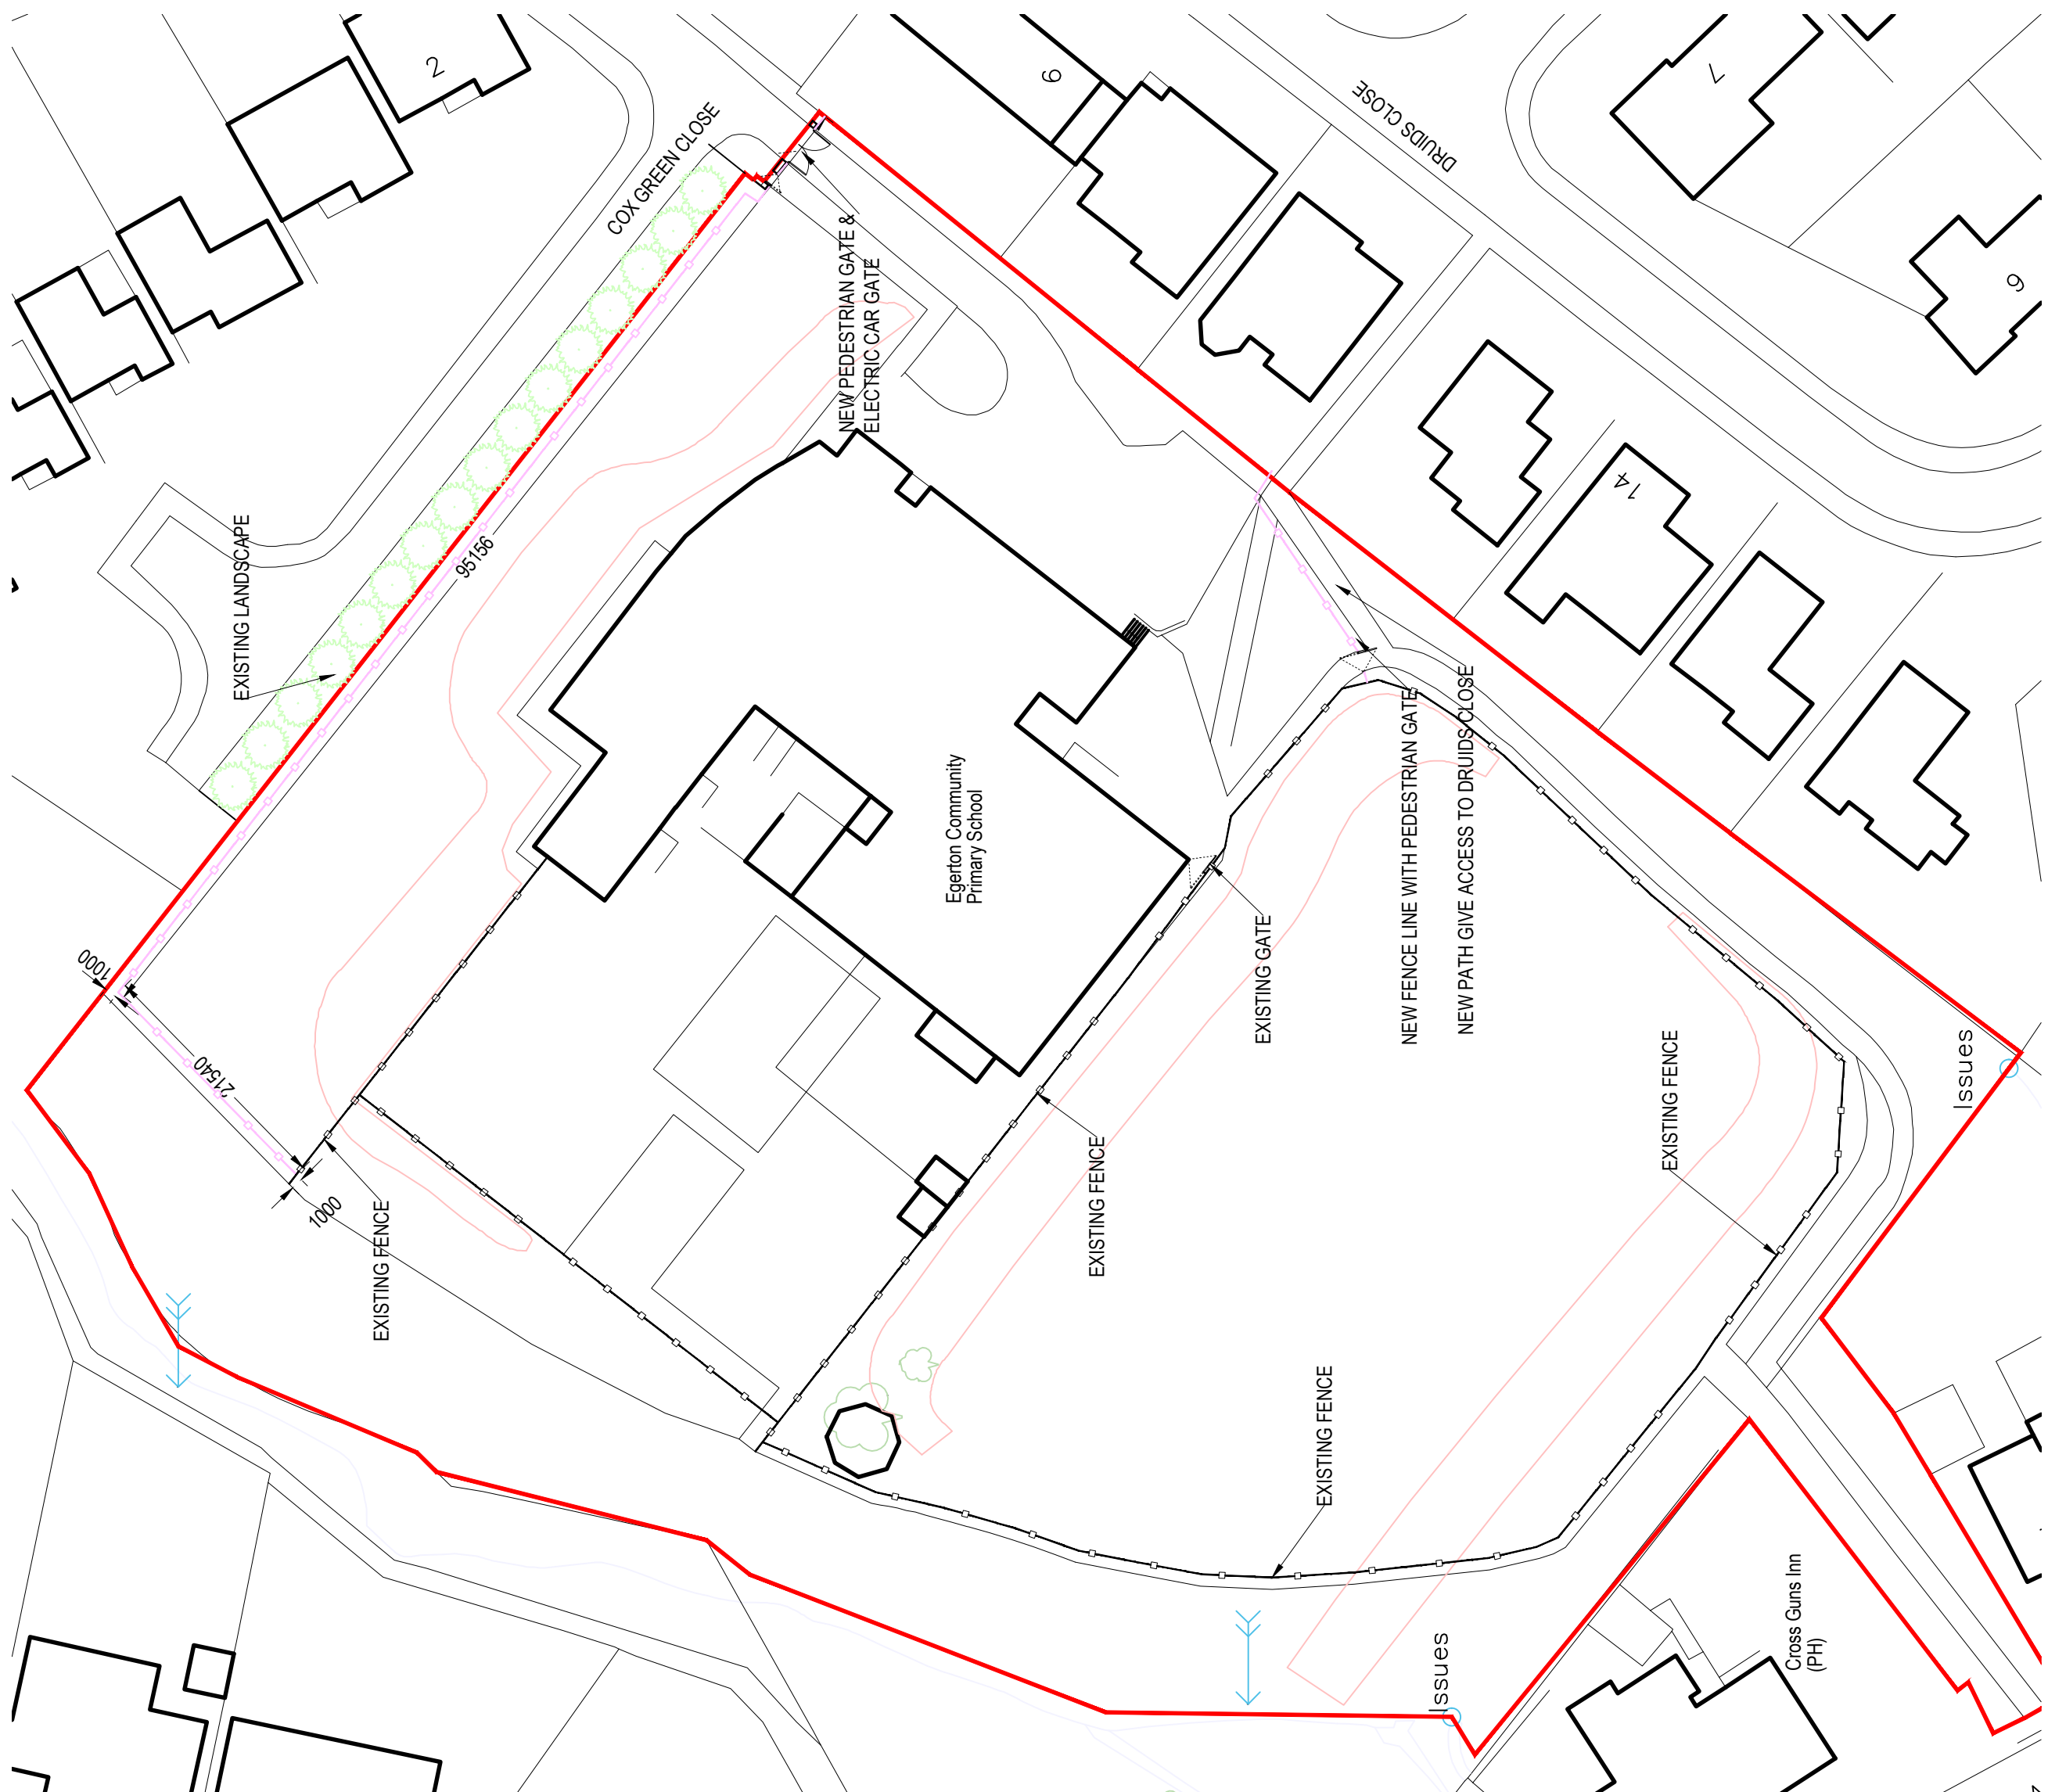 2
COX GREEN CLOSE
9
DRUIDS CLOSE
7
6
NEW PEDESTRIAN GATE &
ELECTRIC CAR GATE
EXISTING LANDSCAPE
95156
14
1000
21540
1000
EXISTING FENCE
Egerton Community
Primary School
EXISTING GATE
NEW FENCE LINE WITH PEDESTRIAN GATE
NEW PATH GIVE ACCESS TO DRUIDS CLOSE
EXISTING FENCE
EXISTING FENCE
Issues
EXISTING FENCE
Issues
Cross Guns Inn
(PH)